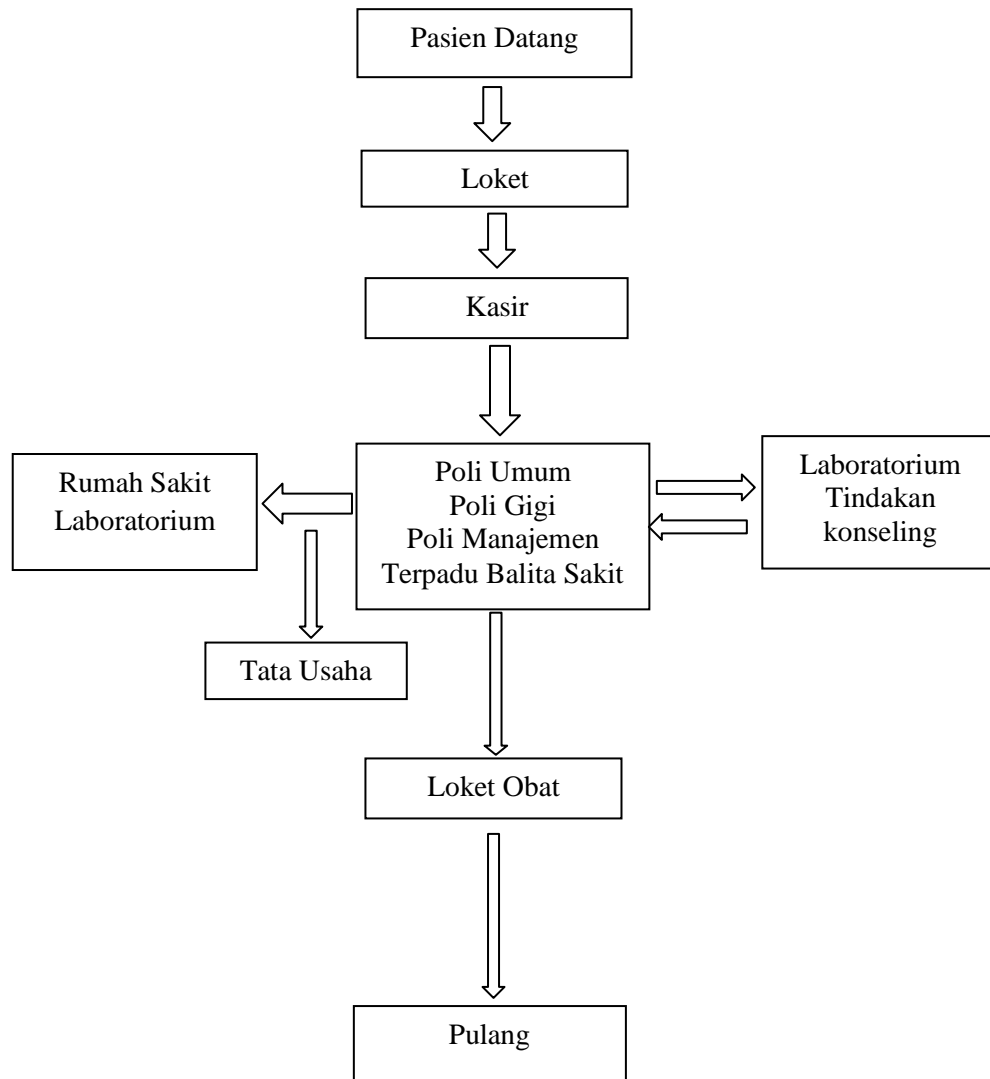 Pasien Datang
Loket
Kasir
Rumah Sakit
Laboratorium
Poli Umum
Poli Gigi
Poli Manajemen
Terpadu Balita Sakit
Laboratorium
Tindakan
konseling
Tata Usaha
Loket Obat
Pulang